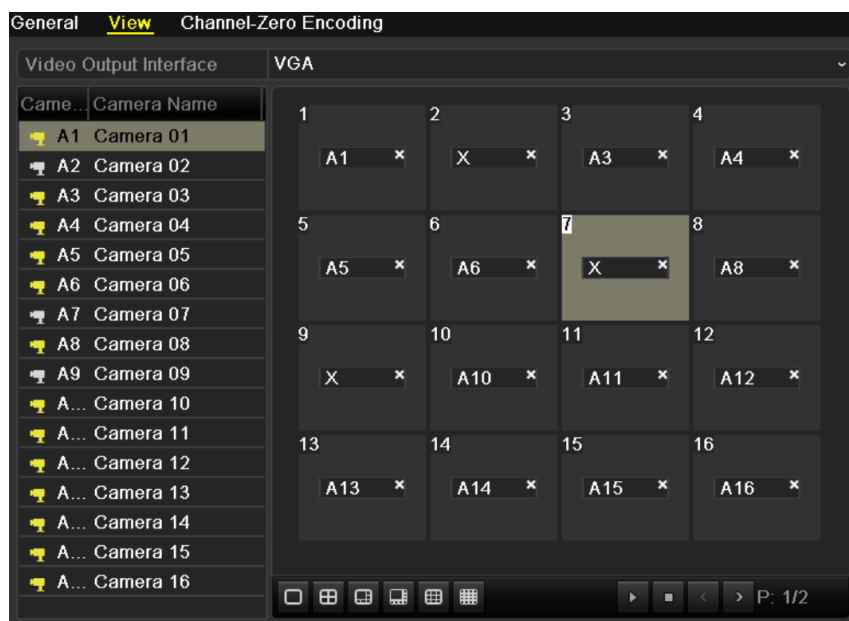 General View Channel-Zero Encoding
Video Output Interface VGA
Came... Camera Name
A1 Camera 01
A2 Camera 02
A3 Camera 03
A4 Camera 04
A5 Camera 05
A6 Camera 06
A7 Camera 07
A8 Camera 08
A9 Camera 09
A... Camera 10
A... Camera 11
A... Camera 12
A... Camera 13
A... Camera 14
A... Camera 15
A... Camera 16
1 2 3 4
A1 X A3 A4
5 6 7 8
A5 A6 X A8
9 10 11 12
X A10 A11 A12
13 14 15 16
A13 A14 A15 A16
P: 1/2